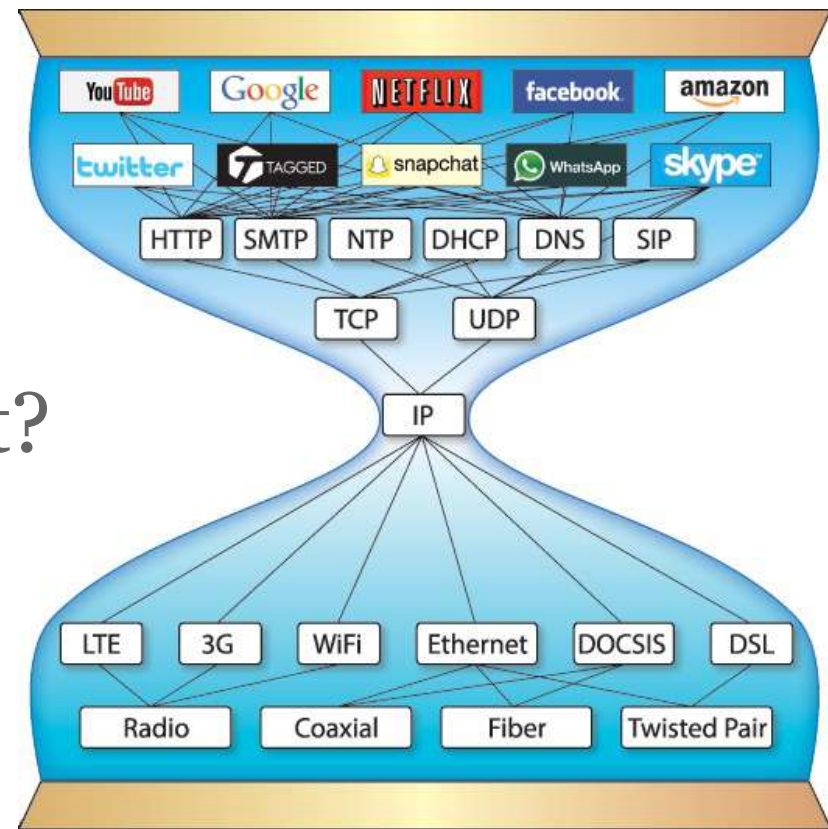 YouTube Google NETFLIX facebook amazon
twitter TAGGED snapchat WhatsApp skype
HTTP SMTP NTP DHCP DNS SIP
TCP UDP
IP
t?
LTE 3G WiFi Ethernet DOCSIS DSL
Radio Coaxial Fiber Twisted Pair